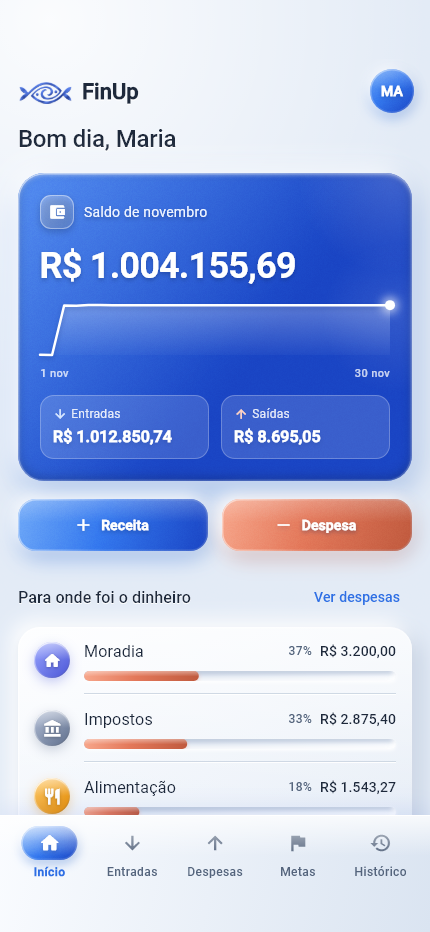 FinUp
MA
Bom dia, Maria
Saldo de novembro
R$ 1.004.155,69
1 nov
30 nov
Entradas
R$ 1.012.850,74
Saídas
R$ 8.695,05
Receita
Despesa
Para onde foi o dinheiro
Ver despesas
Moradia 37% R$ 3.200,00
Impostos 33% R$ 2.875,40
Alimentação 18% R$ 1.543,27
Início
Entradas
Despesas
Metas
Histórico